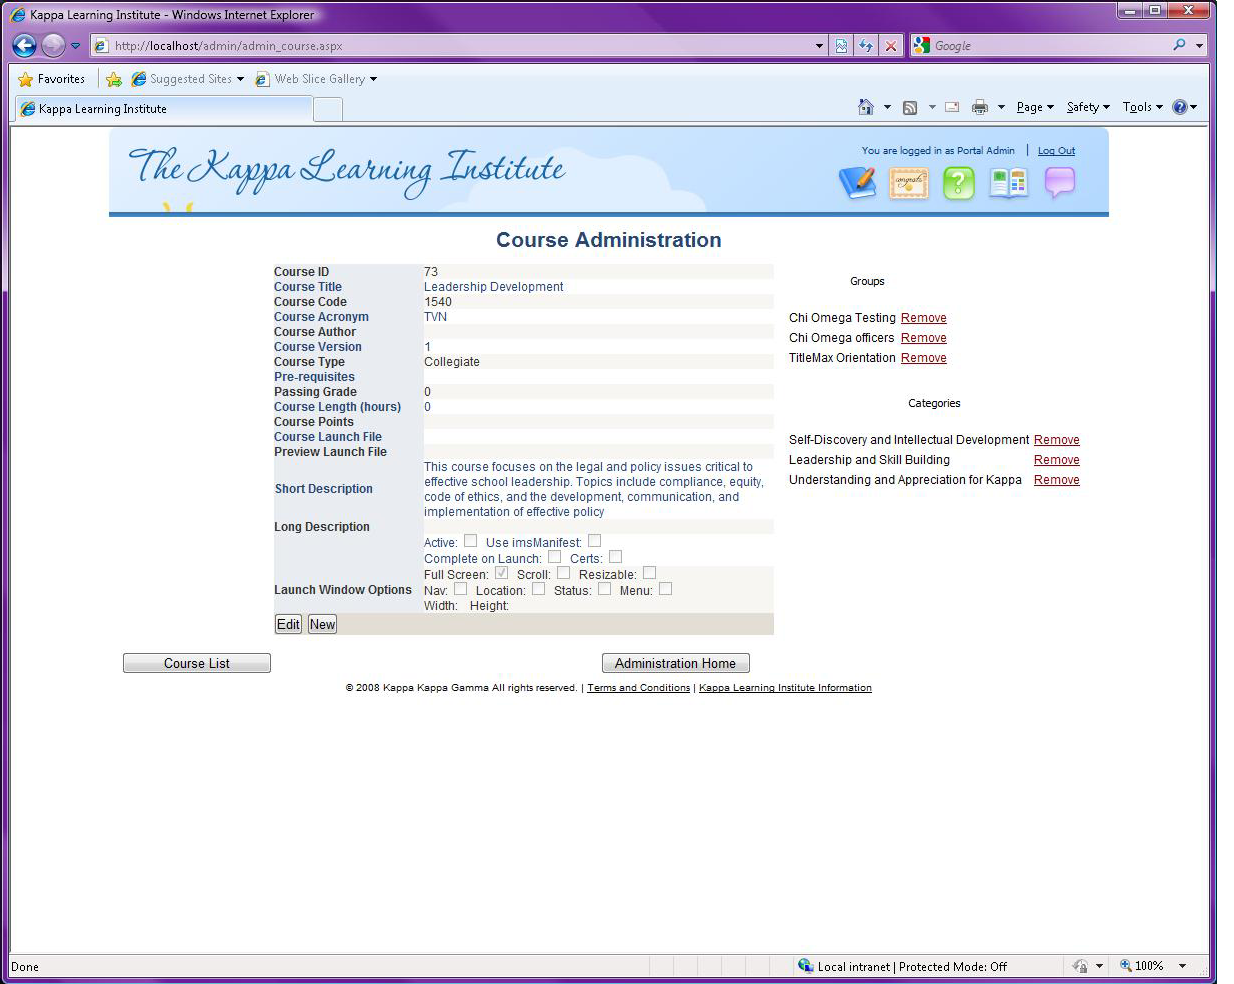 Kappa Learning Institute - Windows Internet Explorer
http://localhost/admin/admin_course.aspx
Google
Favorites
Suggested Sites
Web Slice Gallery
Kappa Learning Institute
Page
Safety
Tools
The Kappa Learning Institute
You are logged in as Portal Admin | Log Out
congrats!
Course Administration
Course ID 73
Course Title Leadership Development
Course Code 1540
Course Acronym TVN
Course Author
Course Version 1
Course Type Collegiate
Pre-requisites
Passing Grade 0
Course Length (hours) 0
Course Points
Course Launch File
Preview Launch File
Short Description This course focuses on the legal and policy issues critical to
effective school leadership. Topics include compliance, equity,
code of ethics, and the development, communication, and
implementation of effective policy
Long Description
Active: Use imsManifest:
Complete on Launch: Certs:
Launch Window Options Full Screen: Scroll: Resizable:
Nav: Location: Status: Menu:
Width: Height:
Edit New
Groups
Chi Omega Testing Remove
Chi Omega officers Remove
TitleMax Orientation Remove
Categories
Self-Discovery and Intellectual Development Remove
Leadership and Skill Building Remove
Understanding and Appreciation for Kappa Remove
Course List
Administration Home
© 2008 Kappa Kappa Gamma All rights reserved. | Terms and Conditions | Kappa Learning Institute Information
Done
Local intranet | Protected Mode: Off
100%